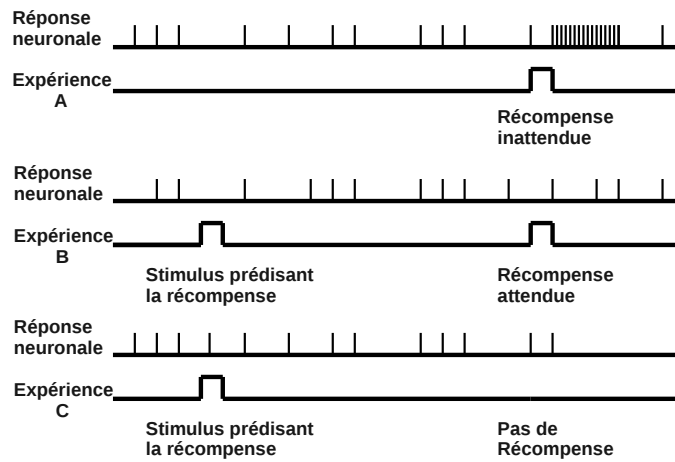 Réponse
neuronale
Expérience
A
Récompense
inattendue
Réponse
neuronale
Expérience
B
Stimulus prédisant
la récompense
Récompense
attendue
Réponse
neuronale
Expérience
C
Stimulus prédisant
la récompense
Pas de
Récompense